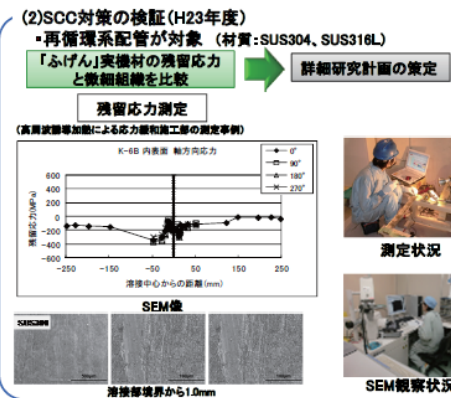 (2)SCC対策の検証(H23年度)
・再循環系配管が対象 (材質:SUS304、SUS316L)
「ふげん」実機材の残留応力
と微細組織を比較
詳細研究計画の策定
残留応力測定
(高周波誘導加熱による応力緩和施工部の測定事例)
K-6B 内表面 軸方向応力
0°
90°
180°
270°
残留応力(MPa)
600
400
200
0
-200
-400
-600
-250 -150 -50 50 150 250
溶接中心からの距離(mm)
測定状況
SEM像
SUS304
溶接部境界から1.0mm
SEM観察状況